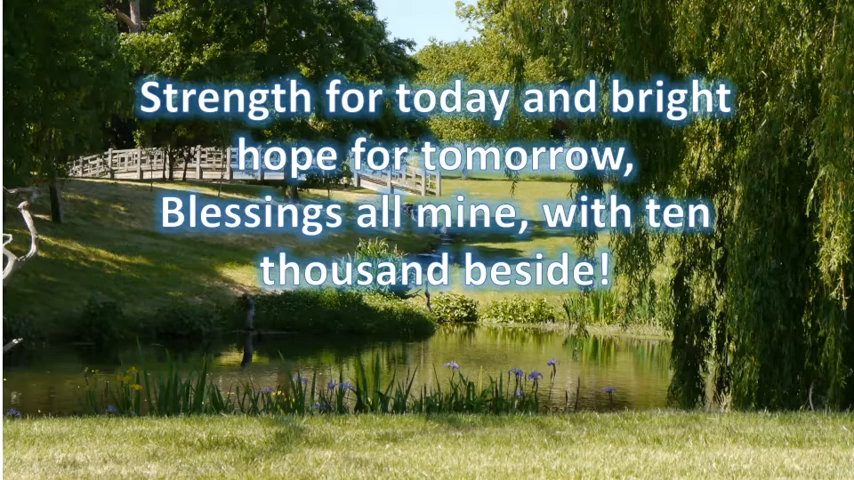 Strength for today and bright
hope for tomorrow,
Blessings all mine, with ten
thousand beside!